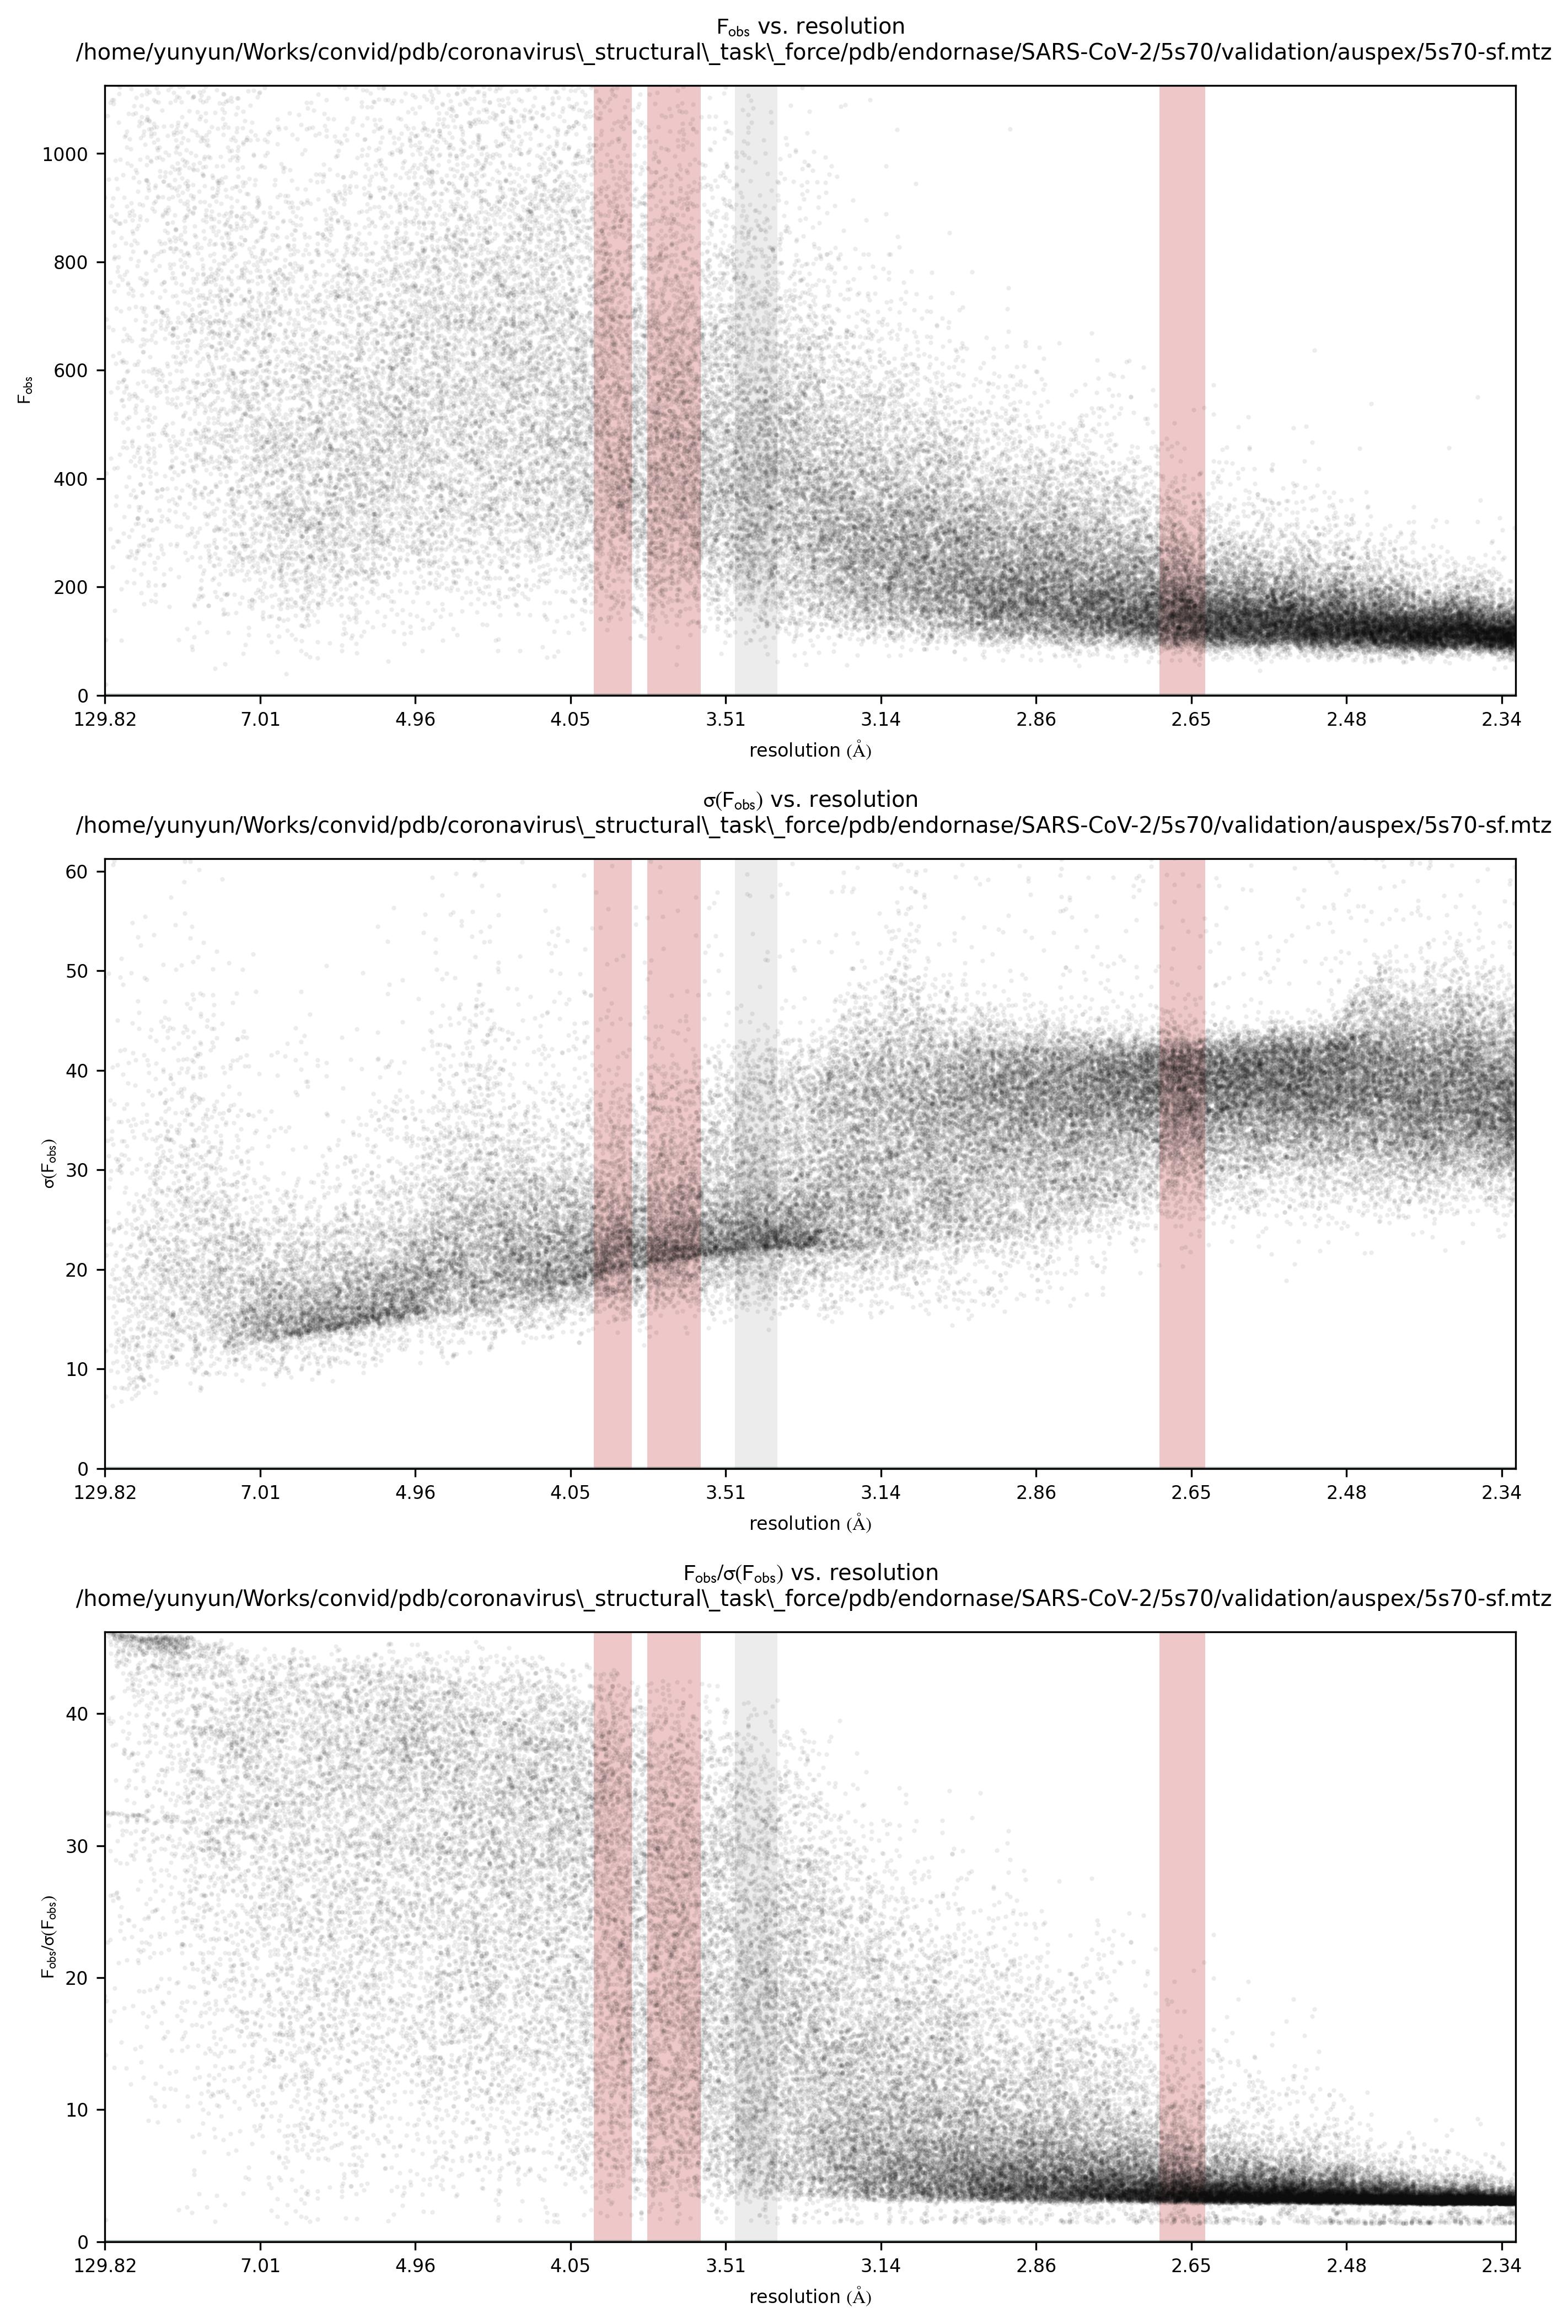 Fobs vs. resolution
/home/yunyun/Works/convid/pdb/coronavirus\_structural\_task\_force/pdb/endornase/SARS-CoV-2/5s70/validation/auspex/5s70-sf.mtz
1000
800
600
400
200
0
Fobs
129.82 7.01 4.96 4.05 3.51 3.14 2.86 2.65 2.48 2.34
resolution (Å)
σ(Fobs) vs. resolution
/home/yunyun/Works/convid/pdb/coronavirus\_structural\_task\_force/pdb/endornase/SARS-CoV-2/5s70/validation/auspex/5s70-sf.mtz
60
50
40
30
20
10
0
σ(Fobs)
129.82 7.01 4.96 4.05 3.51 3.14 2.86 2.65 2.48 2.34
resolution (Å)
Fobs/σ(Fobs) vs. resolution
/home/yunyun/Works/convid/pdb/coronavirus\_structural\_task\_force/pdb/endornase/SARS-CoV-2/5s70/validation/auspex/5s70-sf.mtz
40
30
20
10
0
Fobs/σ(Fobs)
129.82 7.01 4.96 4.05 3.51 3.14 2.86 2.65 2.48 2.34
resolution (Å)